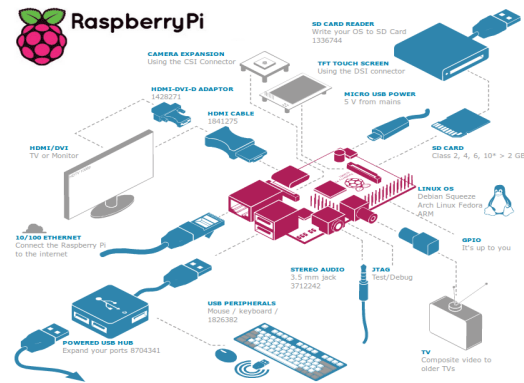 RaspberryPi
SD CARD READER
Write your OS to SD Card
1336744
CAMERA EXPANSION
Using the CSI Connector
TFT TOUCH SCREEN
Using the DSI connector
HDMI-DVI-D ADAPTOR
1428271
MICRO USB POWER
5 V from mains
HDMI CABLE
1841275
HDMI/DVI
TV or Monitor
SD CARD
Class 2, 4, 6, 10* > 2 GB
LINUX OS
Debian Squeeze
Arch Linux Fedora
ARM
10/100 ETHERNET
Connect the Raspberry Pi
to the internet
GPIO
It's up to you
STEREO AUDIO
3.5 mm jack
3712242
JTAG
Test/Debug
USB PERIPHERALS
Mouse / keyboard /
1826382
POWERED USB HUB
Expand your ports 8704341
TV
Composite video to
older TVs